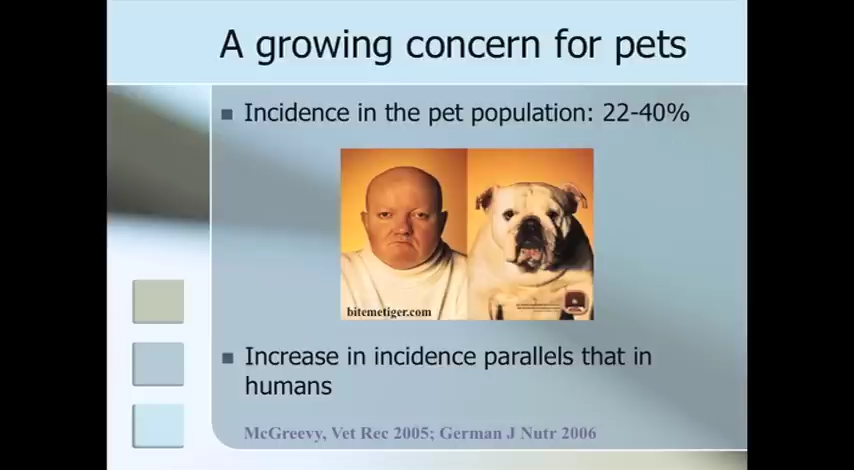 A growing concern for pets
Incidence in the pet population: 22-40%
bitemetiger.com
Increase in incidence parallels that in
humans
McGreevy, Vet Rec 2005; German J Nutr 2006